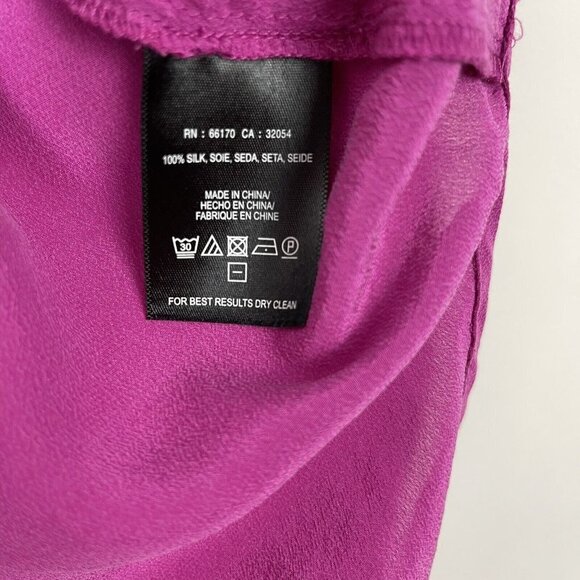 RN : 66170 CA : 32054
100% SILK, SOIE, SEDA, SETA, SEIDE
MADE IN CHINA/
HECHO EN CHINA/
FABRIQUE EN CHINE
30 P
FOR BEST RESULTS DRY CLEAN